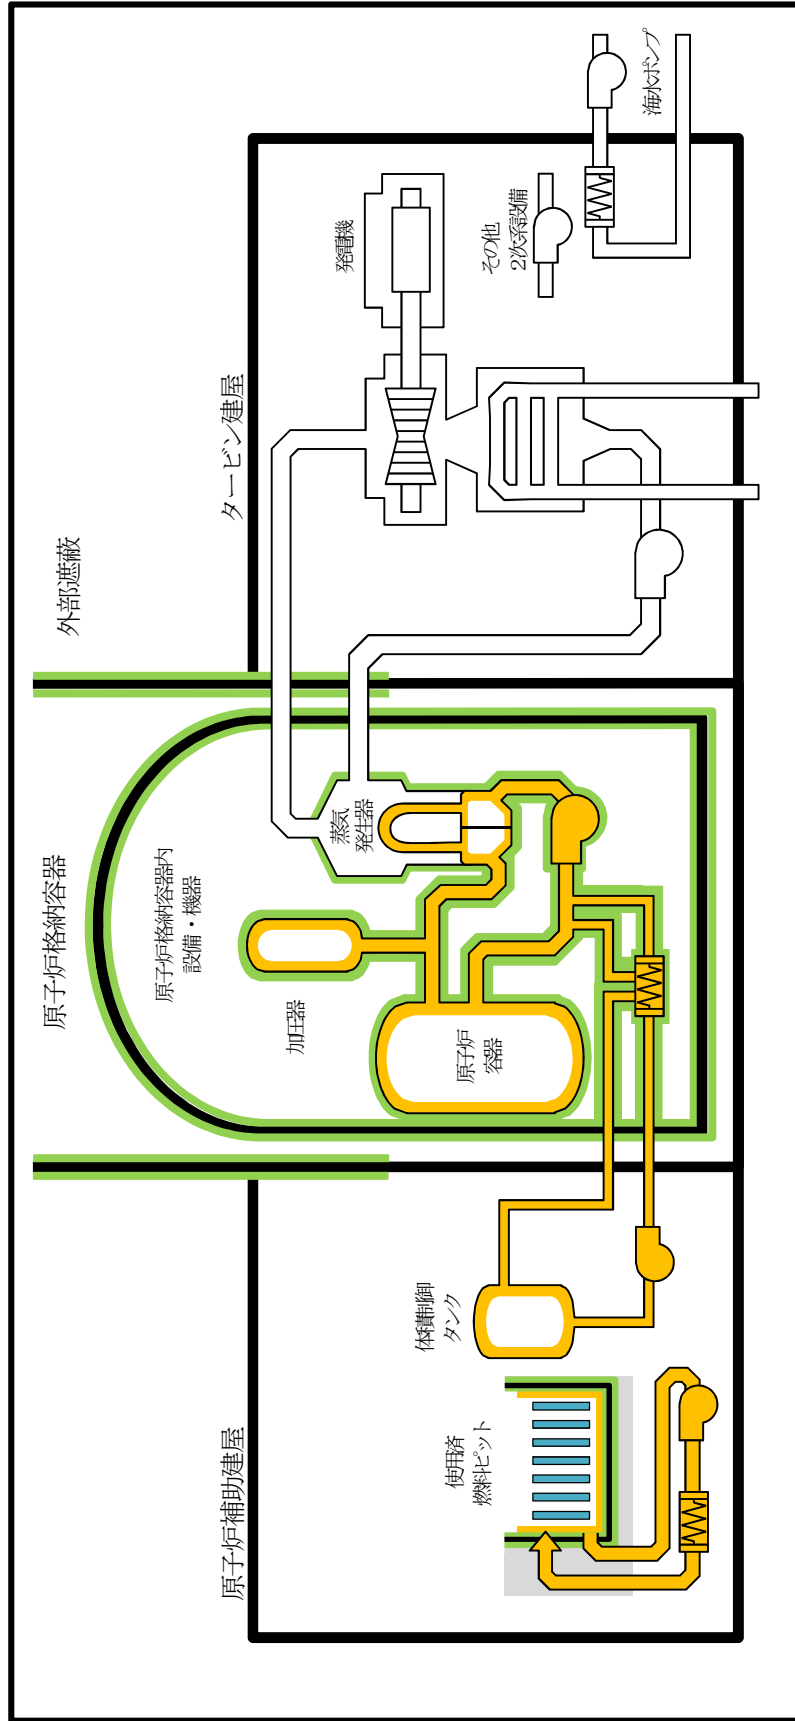 原子炉格納容器
外部遮蔽
原子炉補助建屋
タービン建屋
原子炉格納容器内
設備・機器
加圧器
蒸気
発生器
原子炉
容器
体積制御
タンク
使用済
燃料ピット
発電機
その他
2次系設備
海水ポンプ